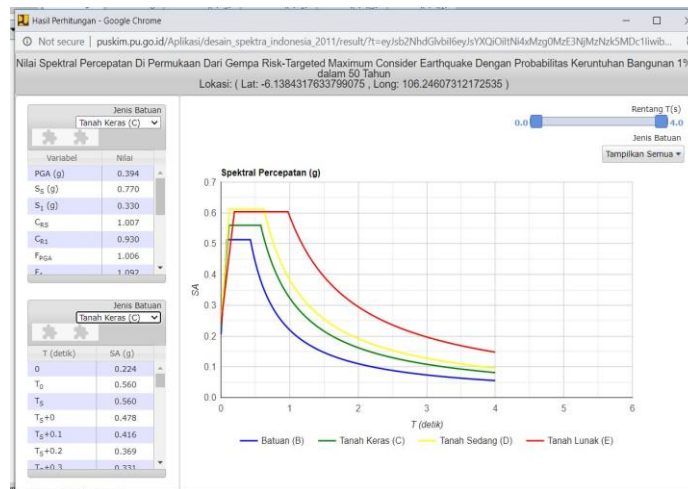 Hasil Perhitungan - Google Chrome
Not secure | puskim.pu.go.id/Aplikasi/desain_spektra_indonesia_2011/result/?t=
Nilai Spektral Percepatan Di Permukaan Dari Gempa Risk-Targeted Maximum Consider Earthquake Dengan Probabilitas Keruntuhan Bangunan 1%
dalam 50 Tahun
Lokasi: ( Lat: -6.1384317633799075 , Long: 106.24607312172535 )
Jenis Batuan
Tanah Keras (C)
Variabel Nilai
PGA (g) 0.394
SS (g) 0.770
S1 (g) 0.330
CRS 1.007
CR1 0.930
FPGA 1.006
1.092
Jenis Batuan
Tanah Keras (C)
T (detik) SA (g)
0 0.224
T0 0.560
TS 0.560
TS+0 0.478
TS+0.1 0.416
TS+0.2 0.369
TS+0.3 0.331
Rentang T(s)
0.0 4.0
Jenis Batuan
Tampilkan Semua
Spektral Percepatan (g)
0.7
0.6
0.5
0.4
0.3
0.2
0.1
0.0
SA
0 1 2 3 4 5 6
T (detik)
Batuan (B) Tanah Keras (C) Tanah Sedang (D) Tanah Lunak (E)